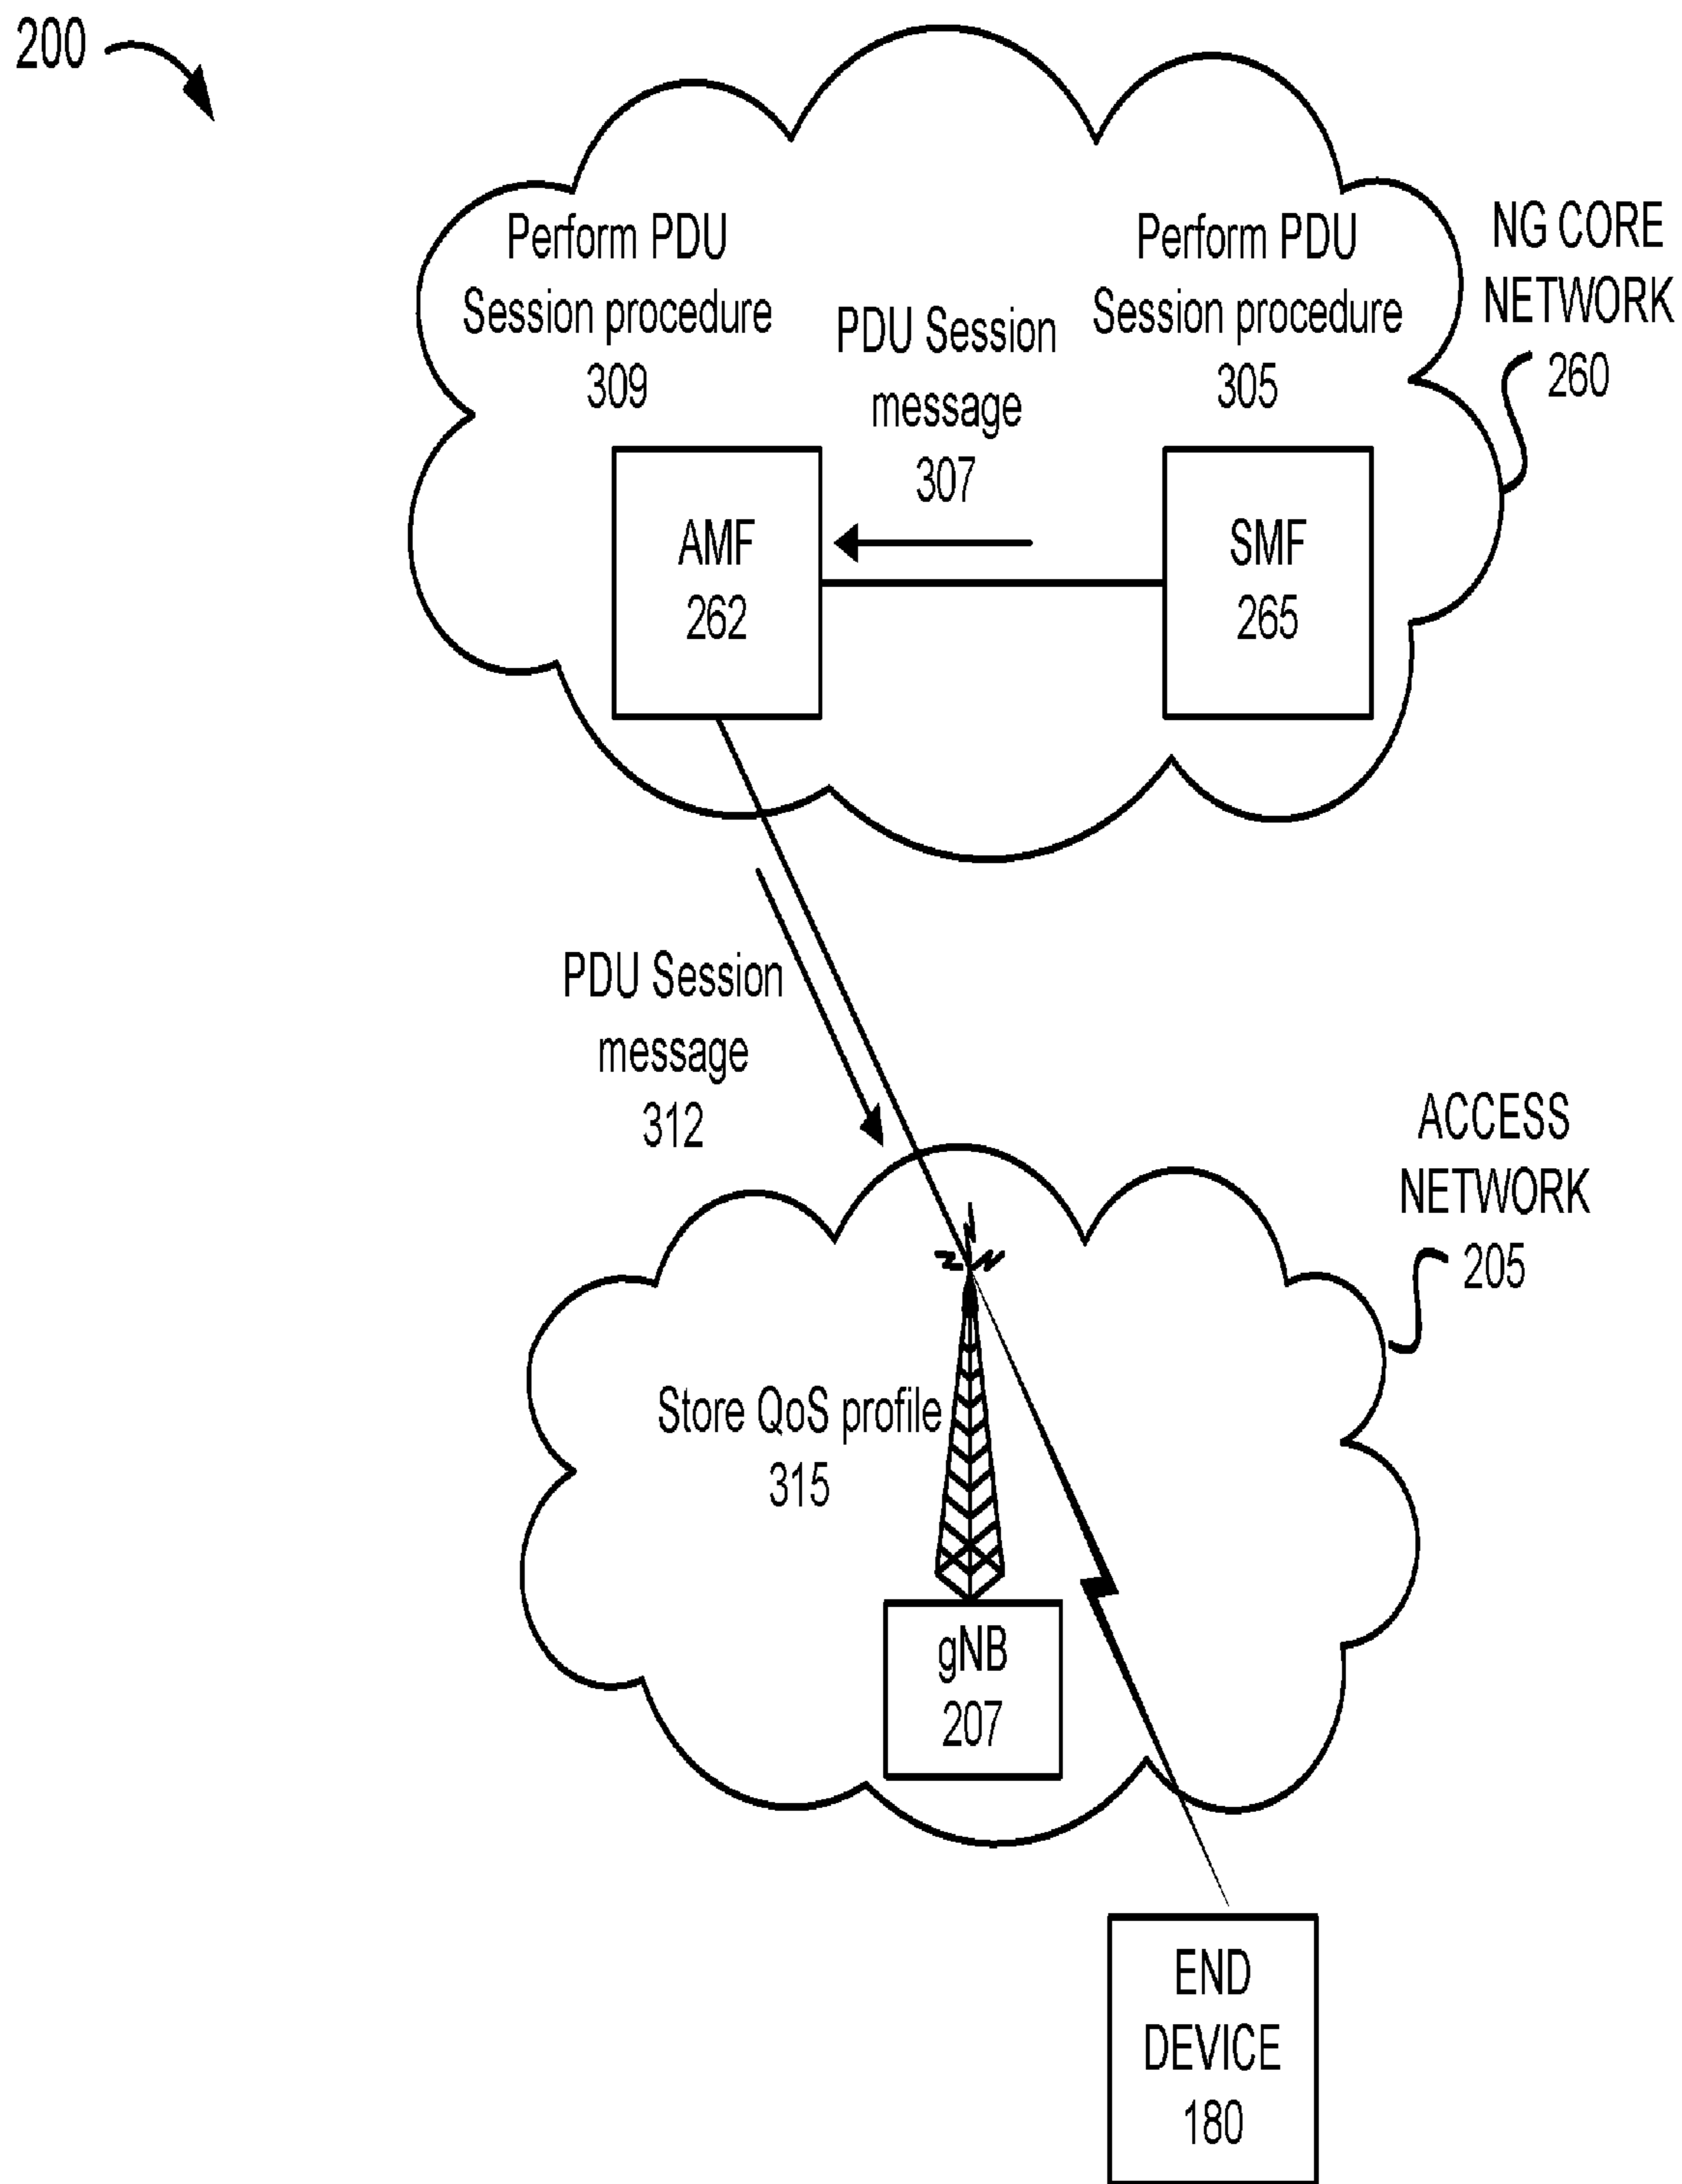 200
Perform PDU
Session procedure
309
PDU Session
message
307
Perform PDU
Session procedure
305
NG CORE
NETWORK
260
AMF
262
SMF
265
PDU Session
message
312
ACCESS
NETWORK
205
Store QoS profile
315
gNB
207
END
DEVICE
180